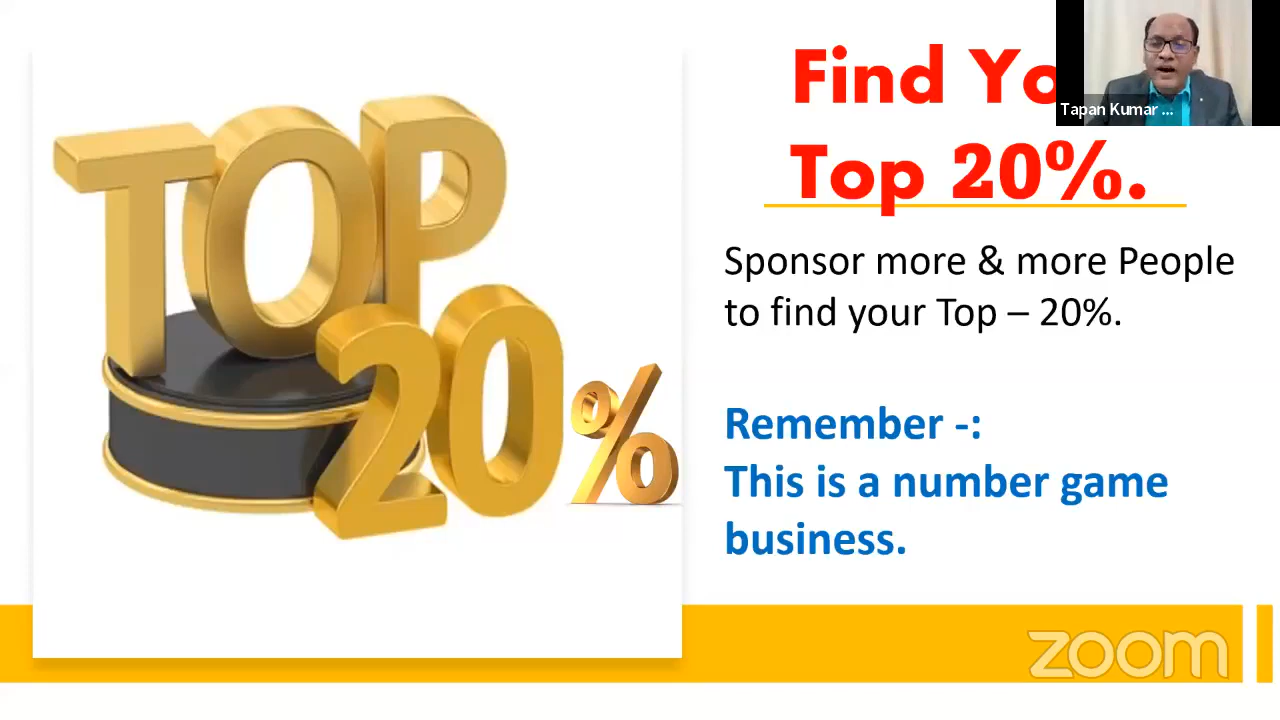 TOP
20%
Find Yo
Top 20%.
Tapan Kumar ...
Sponsor more & more People
to find your Top – 20%.
Remember -:
This is a number game
business.
zoom